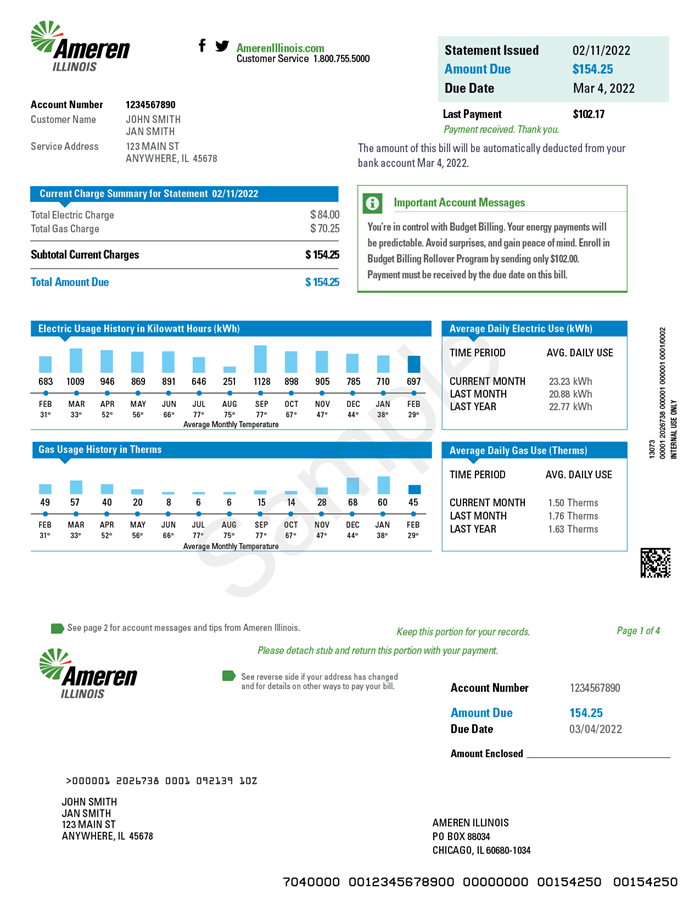 Ameren
ILLINOIS
AmerenIllinois.com
Customer Service 1.800.755.5000
Statement Issued 02/11/2022
Amount Due $154.25
Due Date Mar 4, 2022
Last Payment $102.17
Payment received. Thank you.
Account Number 1234567890
Customer Name JOHN SMITH
JAN SMITH
Service Address 123 MAIN ST
ANYWHERE, IL 45678
The amount of this bill will be automatically deducted from your
bank account Mar 4, 2022.
Current Charge Summary for Statement 02/11/2022
Total Electric Charge $ 84.00
Total Gas Charge $ 70.25
Subtotal Current Charges $ 154.25
Total Amount Due $ 154.25
Important Account Messages
You're in control with Budget Billing. Your energy payments will
be predictable. Avoid surprises, and gain peace of mind. Enroll in
Budget Billing Rollover Program by sending only $102.00.
Payment must be received by the due date on this bill.
Electric Usage History in Kilowatt Hours (kWh)
683 1009 946 869 891 646 251 1128 898 905 785 710 697
FEB MAR APR MAY JUN JUL AUG SEP OCT NOV DEC JAN FEB
31° 33° 52° 56° 66° 77° 75° 77° 67° 47° 44° 38° 29°
Average Monthly Temperature
Average Daily Electric Use (kWh)
TIME PERIOD AVG. DAILY USE
CURRENT MONTH 23.23 kWh
LAST MONTH 20.88 kWh
LAST YEAR 22.77 kWh
Gas Usage History in Therms
49 57 40 20 8 6 6 15 14 28 68 60 45
FEB MAR APR MAY JUN JUL AUG SEP OCT NOV DEC JAN FEB
31° 33° 52° 56° 66° 77° 75° 77° 67° 47° 44° 38° 29°
Average Monthly Temperature
Average Daily Gas Use (Therms)
TIME PERIOD AVG. DAILY USE
CURRENT MONTH 1.50 Therms
LAST MONTH 1.76 Therms
LAST YEAR 1.63 Therms
Sample
13073
00001 2026738 000001 000001 0001/0002
INTERNAL USE ONLY
See page 2 for account messages and tips from Ameren Illinois.
Keep this portion for your records.
Page 1 of 4
Please detach stub and return this portion with your payment.
Ameren
ILLINOIS
See reverse side if your address has changed
and for details on other ways to pay your bill.
Account Number 1234567890
Amount Due 154.25
Due Date 03/04/2022
Amount Enclosed
>000001 2026738 0001 092139 10Z
JOHN SMITH
JAN SMITH
123 MAIN ST
ANYWHERE, IL 45678
AMEREN ILLINOIS
PO BOX 88034
CHICAGO, IL 60680-1034
7040000 0012345678900 00000000 00154250 00154250